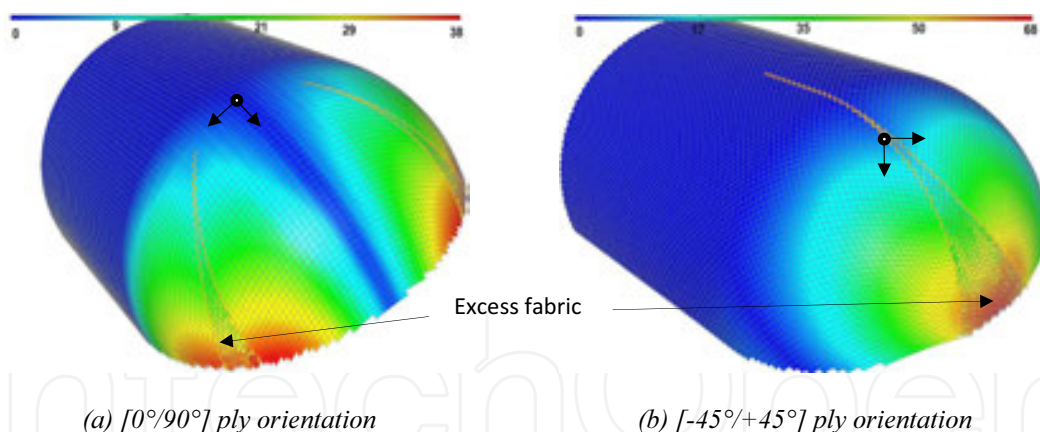 0 9 21 29 38
0 17 35 50 68
Excess fabric
intechopen
(a) [0°/90°] ply orientation
(b) [-45°/+45°] ply orientation